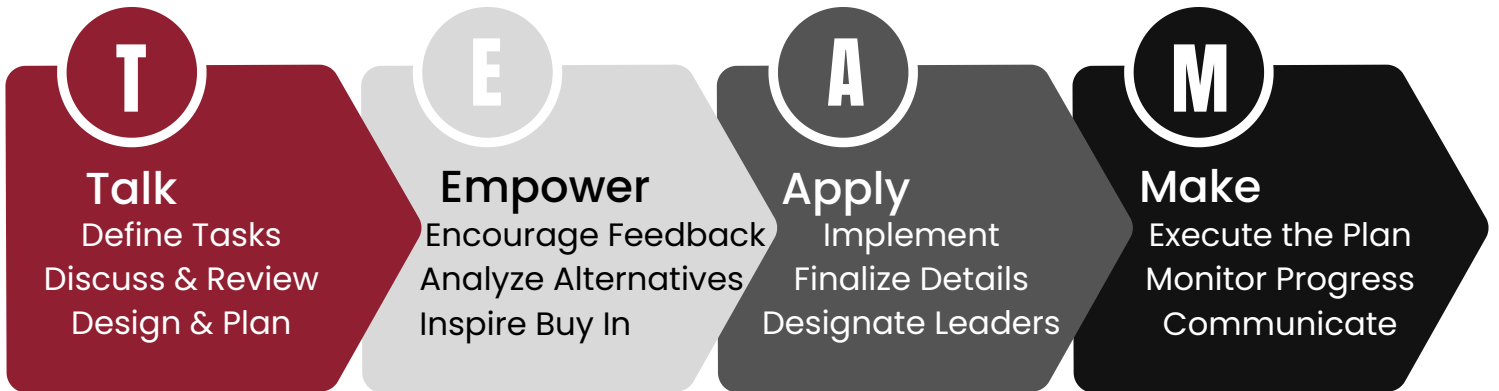 T
Talk
Define Tasks
Discuss & Review
Design & Plan
E
Empower
Encourage Feedback
Analyze Alternatives
Inspire Buy In
A
Apply
Implement
Finalize Details
Designate Leaders
M
Make
Execute the Plan
Monitor Progress
Communicate